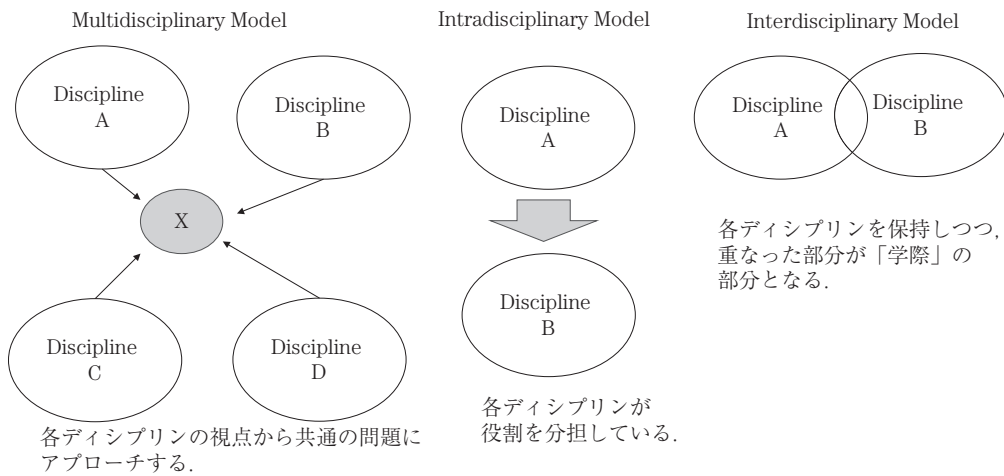 Multidisciplinary Model
Discipline
A
Discipline
B
X
Discipline
C
Discipline
D
各ディシプリンの視点から共通の問題に
アプローチする.
Intradisciplinary Model
Discipline
A
Discipline
B
各ディシプリンが
役割を分担している.
Interdisciplinary Model
Discipline
A
Discipline
B
各ディシプリンを保持しつつ,
重なった部分が「学際」の
部分となる.